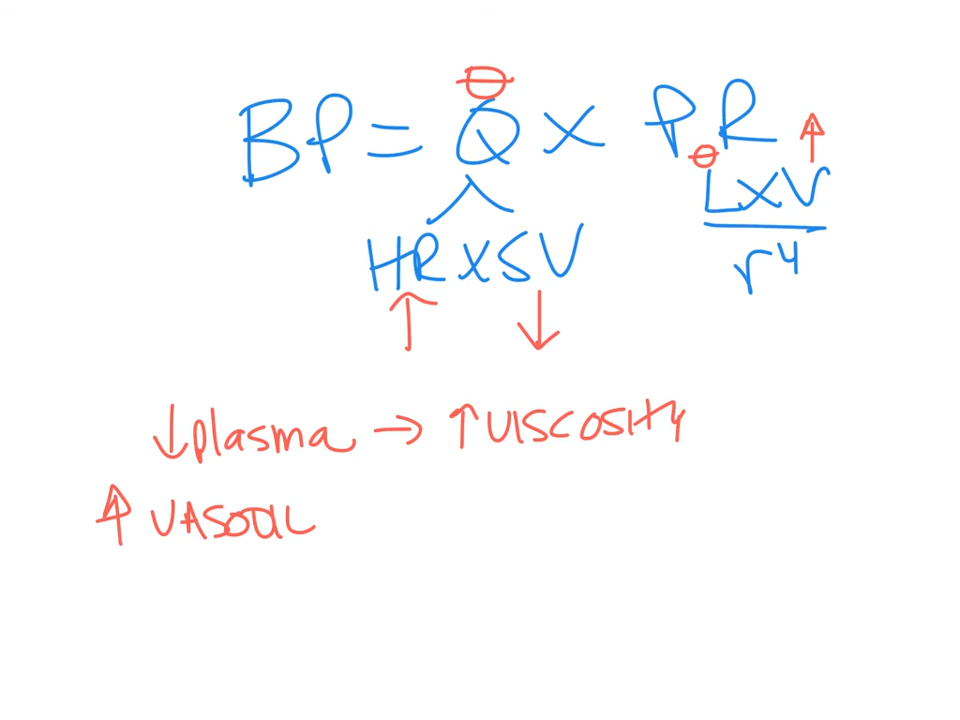 ⊖
BP = Q × PR ↑
⊖ L × V
HR × SV r⁴
↑ ↓
↓ plasma → ↑ VISCOSITY
↑ VASODIL